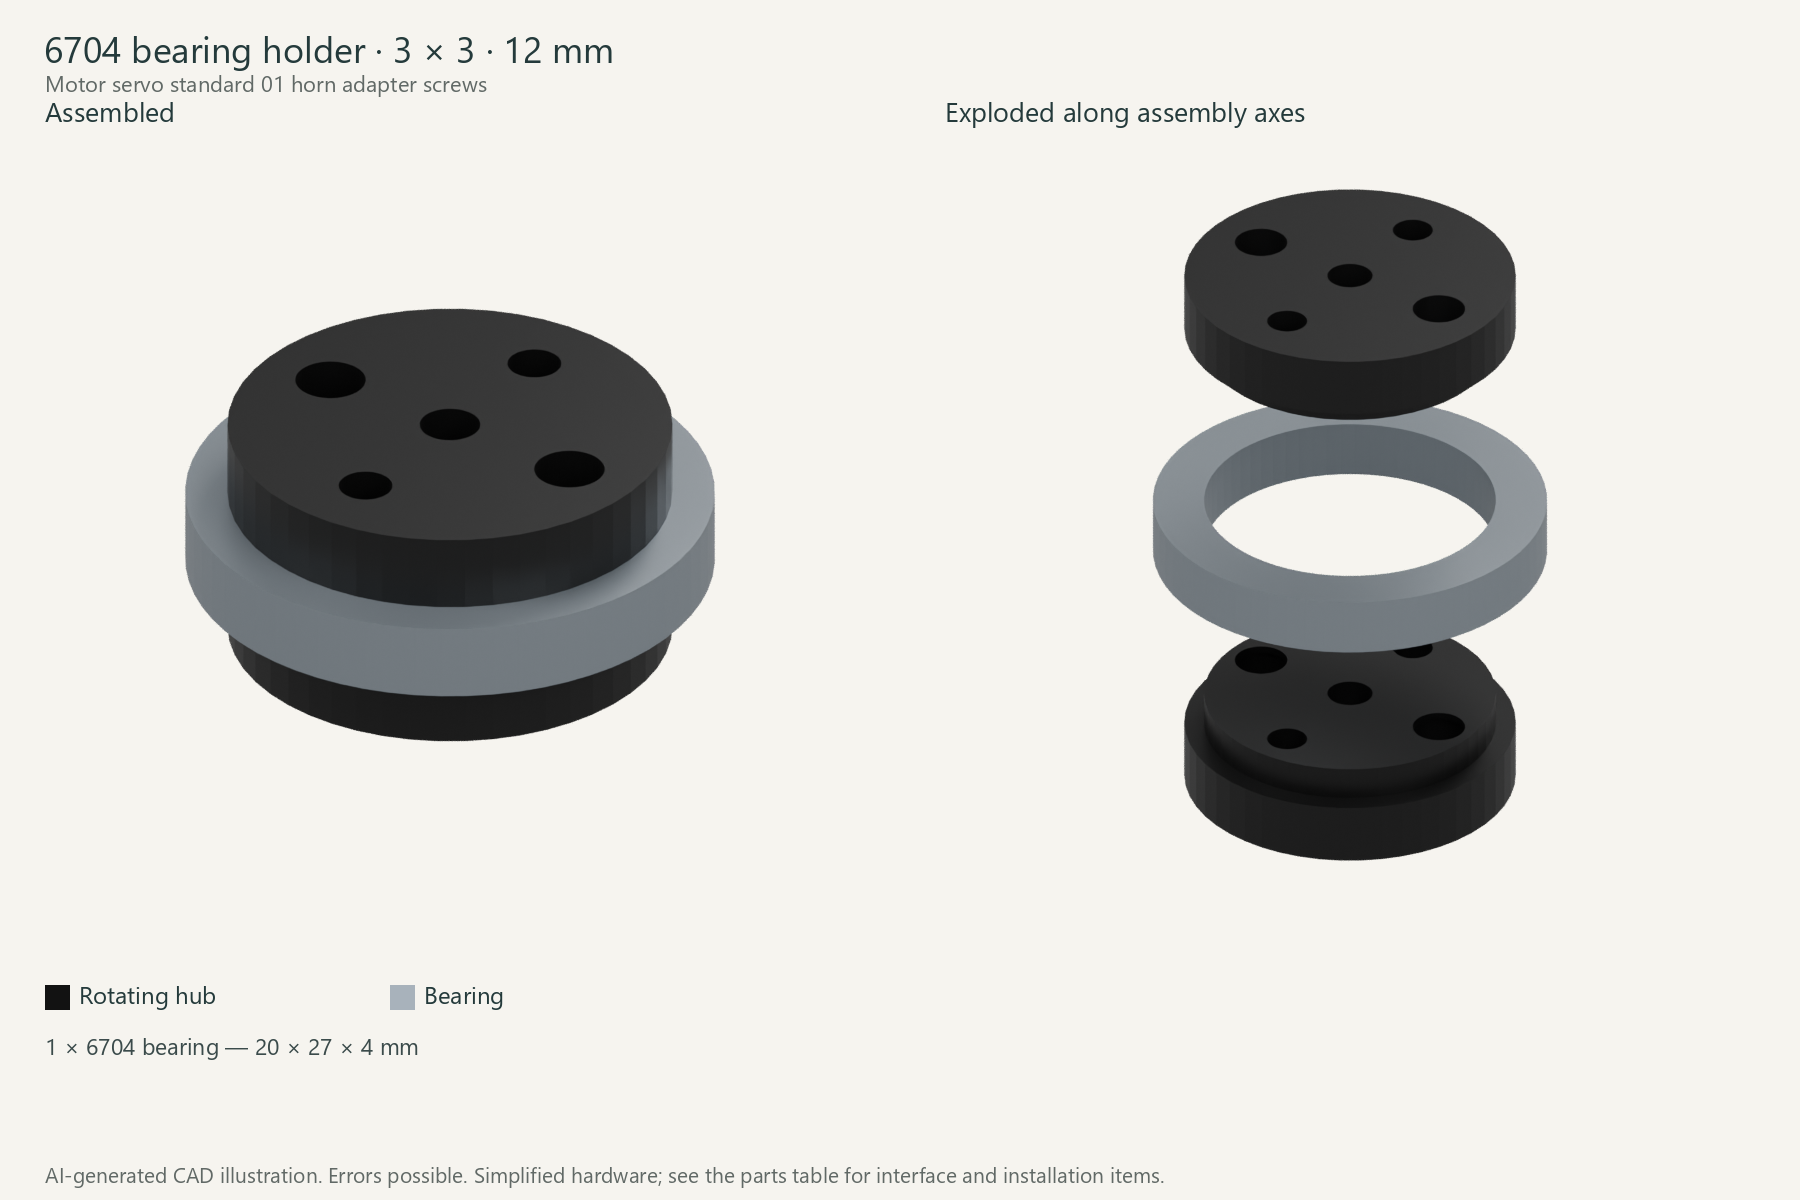 6704 bearing holder · 3 × 3 · 12 mm
Motor servo standard 01 horn adapter screws
Assembled
Exploded along assembly axes
Rotating hub
Bearing
1 × 6704 bearing — 20 × 27 × 4 mm
AI-generated CAD illustration. Errors possible. Simplified hardware; see the parts table for interface and installation items.